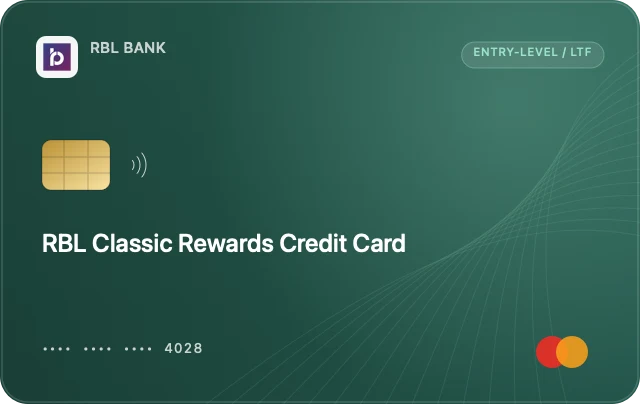 RBL BANK
ENTRY-LEVEL / LTF
RBL Classic Rewards Credit Card
•••• •••• •••• 4028